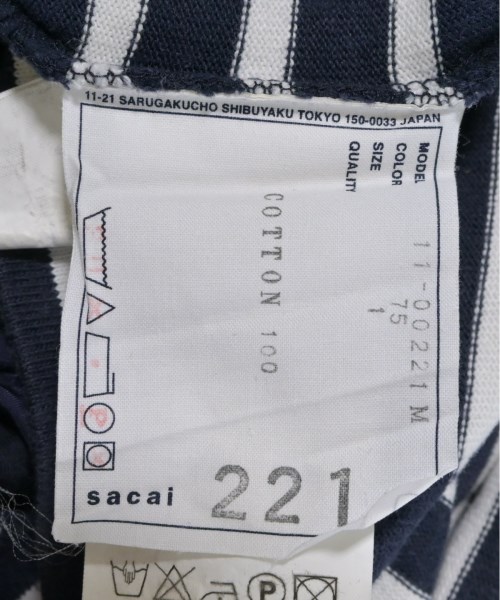 11-21 SARUGAKUCHO SHIBUYAKU TOKYO 150-0033 JAPAN
MODEL 11-00221M
COLOR 75
SIZE 1
QUALITY
COTTON 100
sacai 221
P